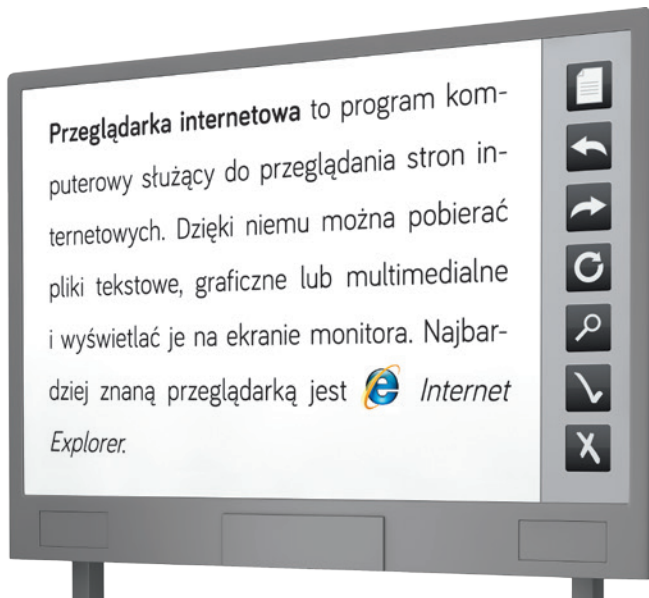 Przeglądarka internetowa to program kom-
puterowy służący do przeglądania stron in-
ternetowych. Dzięki niemu można pobierać
pliki tekstowe, graficzne lub multimedialne
i wyświetlać je na ekranie monitora. Najbar-
dziej znaną przeglądarką jest Internet
Explorer.